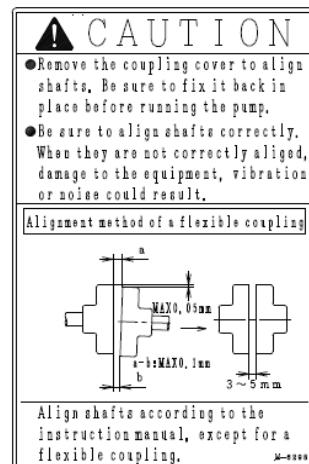 CAUTION
●Remove the coupling cover to align
shafts. Be sure to fix it back in
place before running the pump.
●Be sure to align shafts correctly.
When they are not correctly aliged,
damage to the equipment, vibration
or noise could result.
Alignment method of a flexible coupling
a
MAX0.05mm
a-b:MAX0.1mm
b
3～5mm
Align shafts according to the
instruction manual, except for a
flexible coupling.